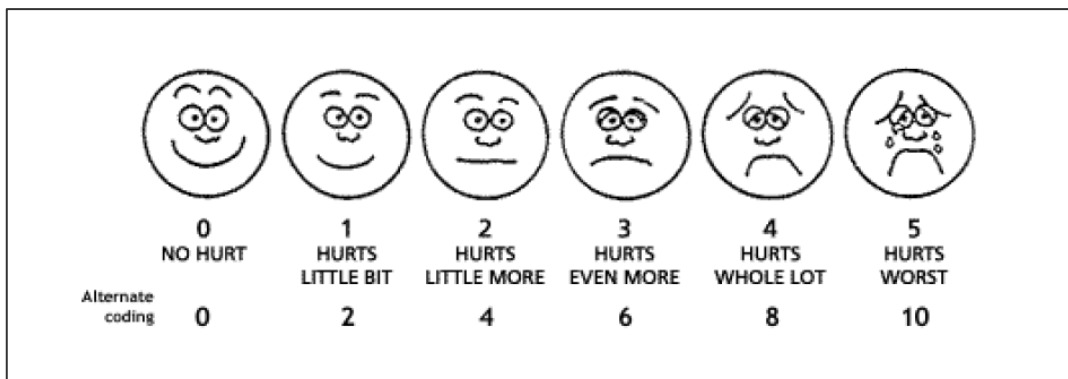 0 1 2 3 4 5
NO HURT HURTS HURTS HURTS HURTS HURTS
LITTLE BIT LITTLE MORE EVEN MORE WHOLE LOT WORST
Alternate
coding 0 2 4 6 8 10